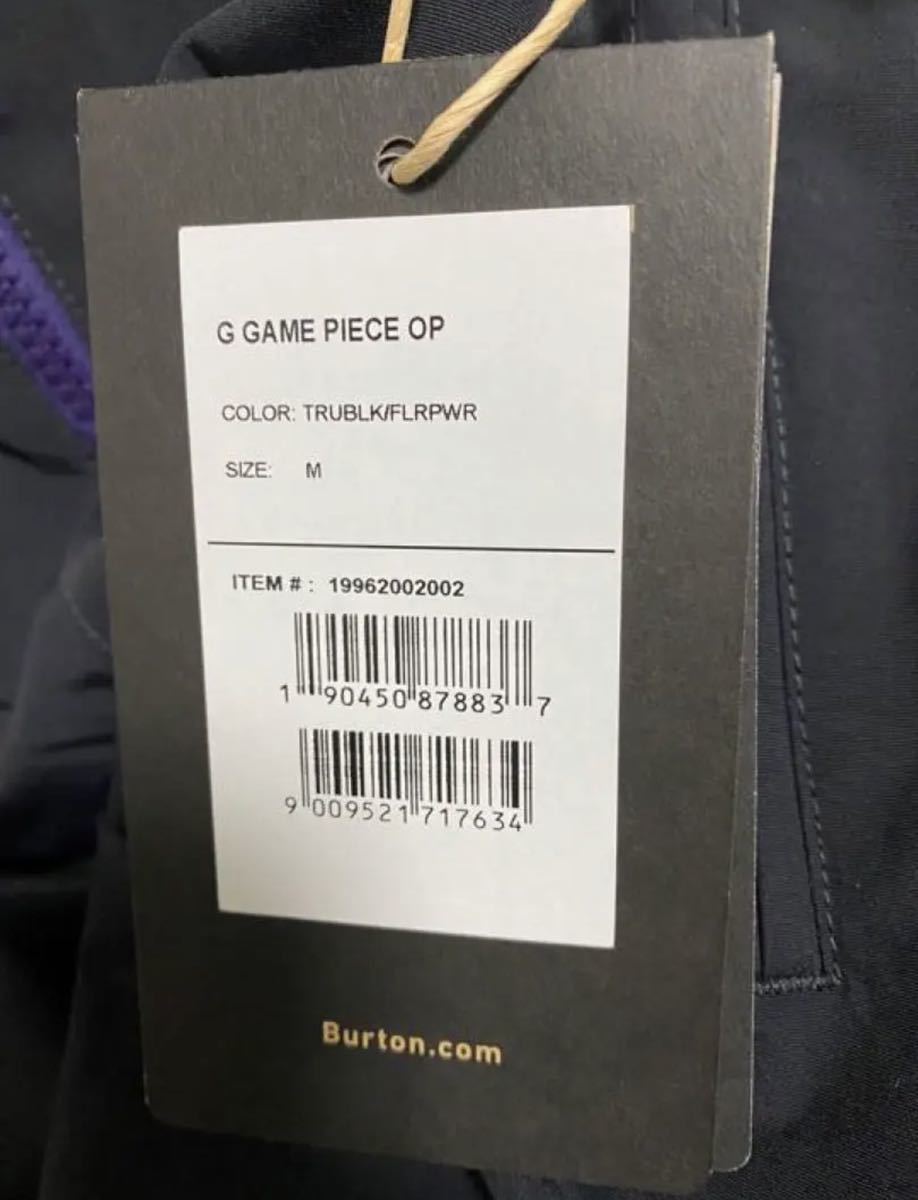 G GAME PIECE OP
COLOR: TRUBLK/FLRPWR
SIZE: M
ITEM # : 19962002002
1 90450 87883 7
9 009521 717634
Burton.com